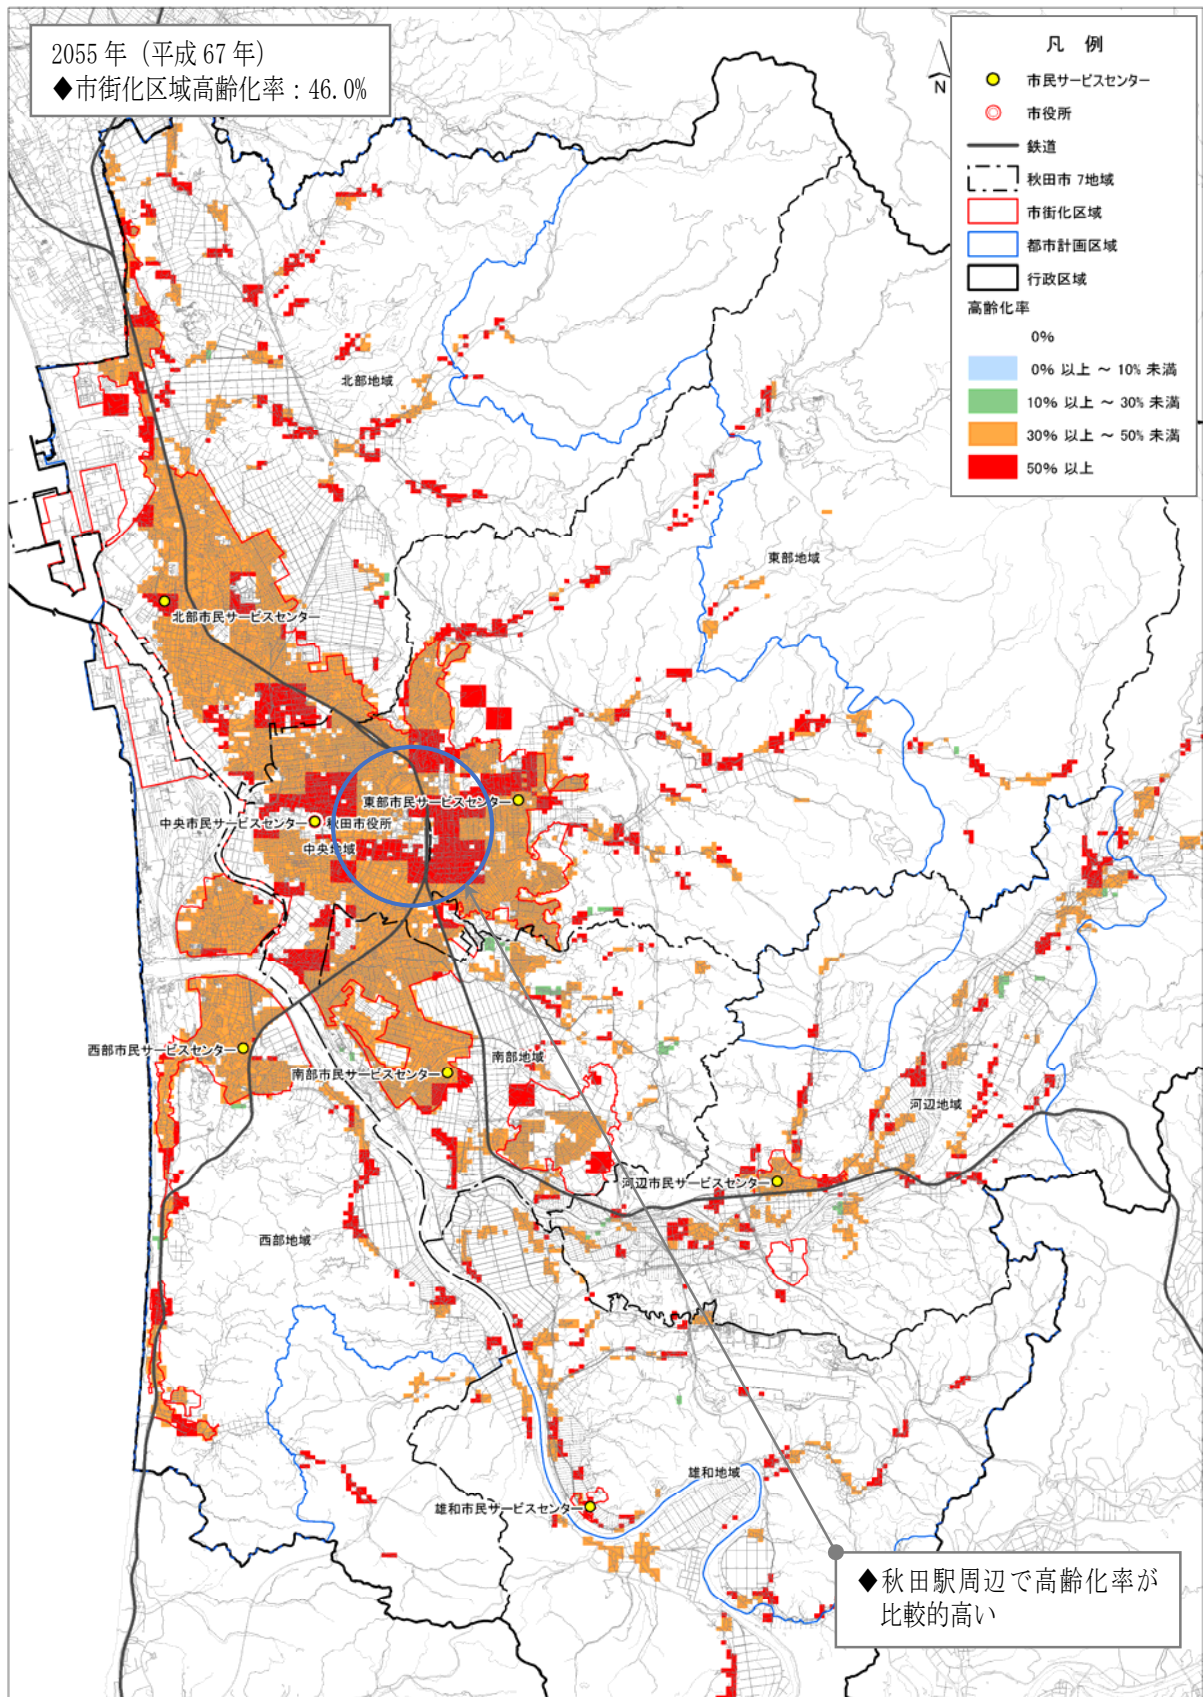 2055 年（平成 67 年）
◆市街化区域高齢化率：46.0%
N
凡 例
市民サービスセンター
市役所
鉄道
秋田市 7地域
市街化区域
都市計画区域
行政区域
高齢化率
0%
0% 以上 ～ 10% 未満
10% 以上 ～ 30% 未満
30% 以上 ～ 50% 未満
50% 以上
北部地域
東部地域
北部市民サービスセンター
東部市民サービスセンター
中央市民サービスセンター
秋田市役所
中央地域
西部市民サービスセンター
南部市民サービスセンター
南部地域
河辺地域
河辺市民サービスセンター
西部地域
雄和地域
雄和市民サービスセンター
◆秋田駅周辺で高齢化率が
比較的高い